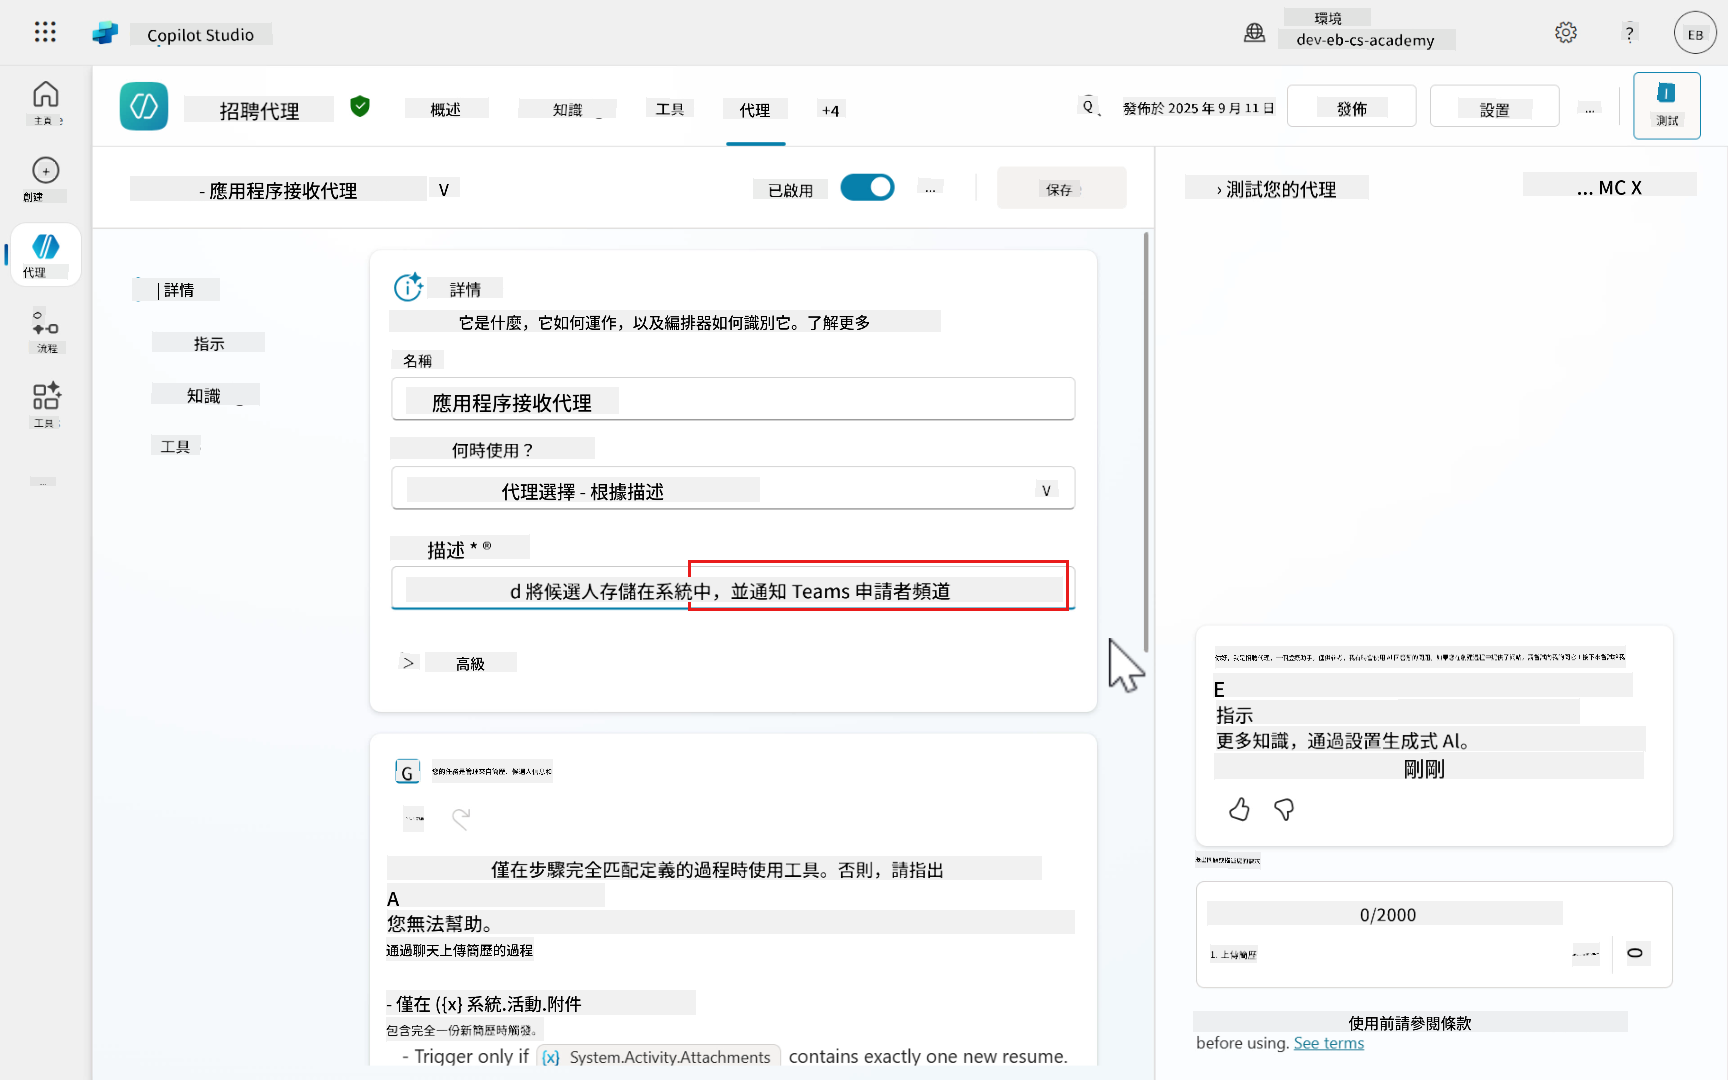 Copilot Studio
環境
dev-eb-cs-academy
?
EB
主頁
創建
代理
流程
工具
...
招聘代理
概述
知識
工具
代理
+4
發佈於 2025 年 9 月 11 日
發佈
設置
...
測試
- 應用程序接收代理
V
已啟用
...
保存
› 測試您的代理
... MC X
| 詳情
指示
知識
工具
詳情
它是什麼，它如何運作，以及編排器如何識別它。了解更多
名稱
應用程序接收代理
何時使用？
代理選擇 - 根據描述
V
描述 * ®
d 將候選人存儲在系統中，並通知 Teams 申請者頻道
> 高級
G
僅在步驟完全匹配定義的過程時使用工具。否則，請指出
A
您無法幫助。
通過聊天上傳簡歷的過程
- 僅在 ({x} 系統.活動.附件
包含完全一份新簡歷時觸發。
- Trigger only if {x} System.Activity.Attachments contains exactly one new resume.
E
指示
更多知識，通過設置生成式 Al。
剛剛
0/2000
1. 上傳簡歷
使用前請參閱條款
before using. See terms